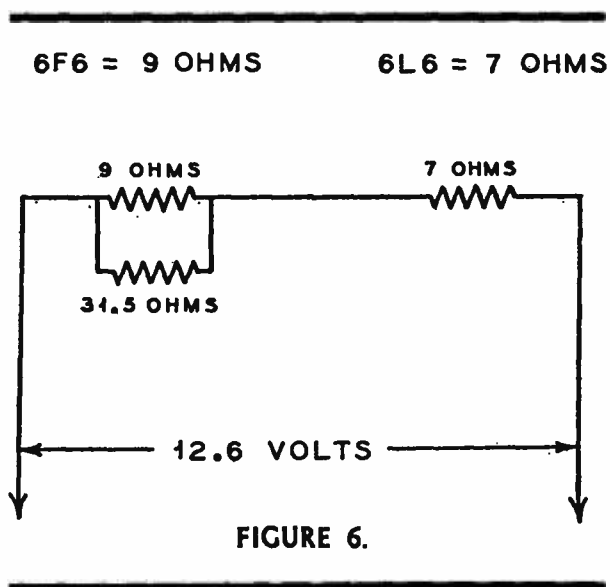 6F6 = 9 OHMS 6L6 = 7 OHMS
9 OHMS 7 OHMS
31.5 OHMS
12.6 VOLTS
FIGURE 6.